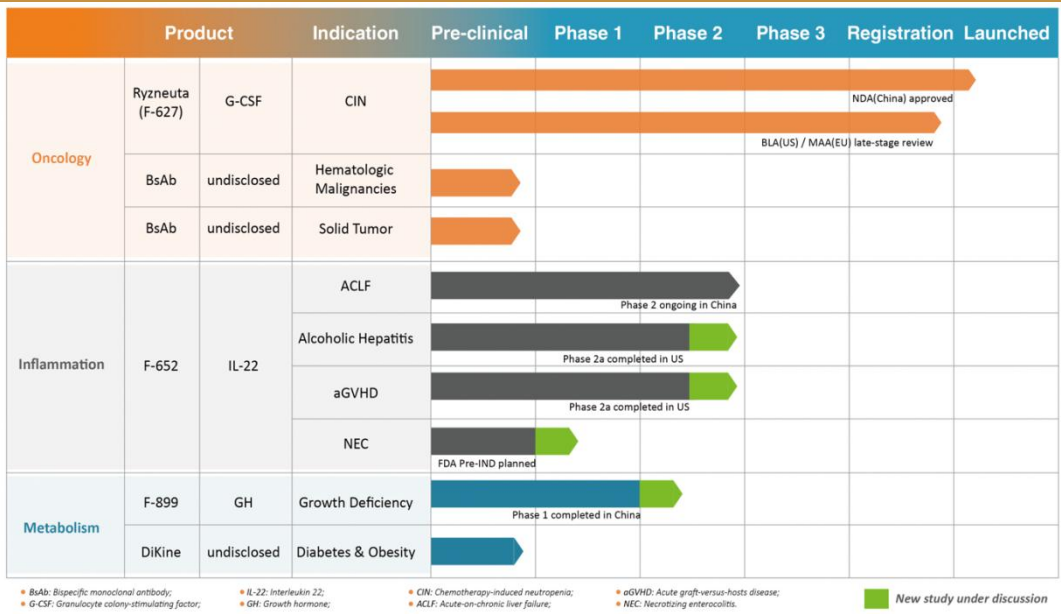 Product Indication Pre-clinical Phase 1 Phase 2 Phase 3 Registration Launched
Oncology
Ryzneuta
(F-627)
G-CSF
CIN
NDA(China) approved
BLA(US) / MAA(EU) late-stage review
BsAb undisclosed Hematologic
Malignancies
BsAb undisclosed Solid Tumor
Inflammation
F-652
IL-22
ACLF
Phase 2 ongoing in China
Alcoholic Hepatitis
Phase 2a completed in US
aGVHD
Phase 2a completed in US
NEC
FDA Pre-IND planned
Metabolism
F-899 GH Growth Deficiency
Phase 1 completed in China
DiKine undisclosed Diabetes & Obesity
BsAb: Bispecific monoclonal antibody; IL-22: Interleukin 22; CIN: Chemotherapy-induced neutropenia; aGVHD: Acute graft-versus-hosts disease;
G-CSF: Granulocyte colony-stimulating factor; GH: Growth hormone; ACLF: Acute-on-chronic liver failure; NEC: Necrotizing enterocolitis.
New study under discussion